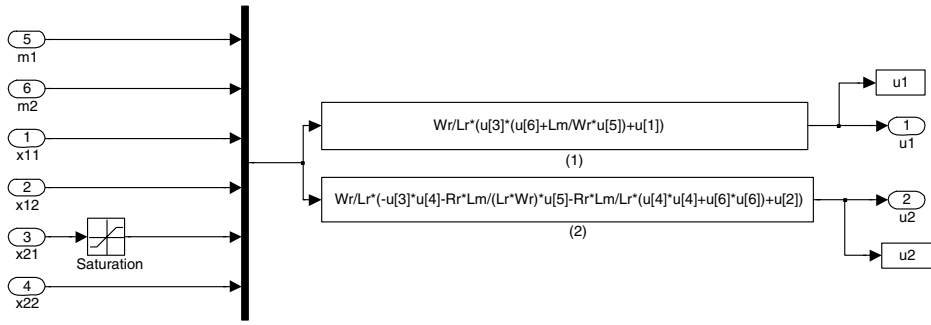 5
m1
6
m2
1
x11
2
x12
3
x21
Saturation
4
x22
Wr/Lr*(u[3]*(u[6]+Lm/Wr*u[5])+u[1])
(1)
Wr/Lr*(-u[3]*u[4]-Rr*Lm/(Lr*Wr)*u[5]-Rr*Lm/Lr*(u[4]*u[4]+u[6]*u[6])+u[2])
(2)
u1
1
u1
2
u2
u2